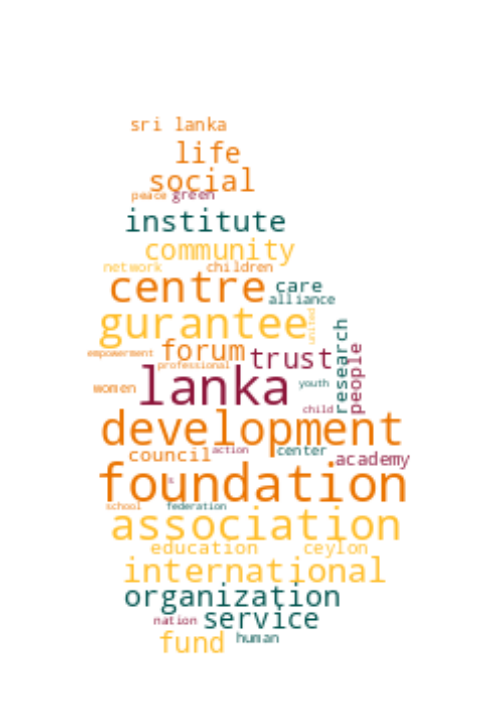 sri lanka
life
social
peace green
institute
community
network children
centre care
alliance
gurantee united
forum trust research people
empowerment
professional
lanka youth
women
child
development
council action center academy
s
foundation
school federation
association
education ceylon
international
organization
nation service
fund human